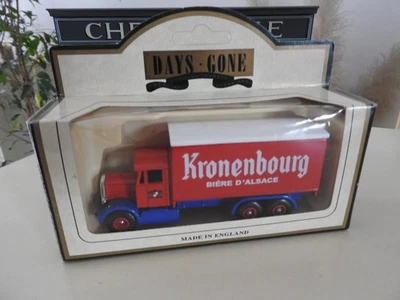 DAYS-GONE
Kronenbourg
BIÈRE D'ALSACE
MADE IN ENGLAND